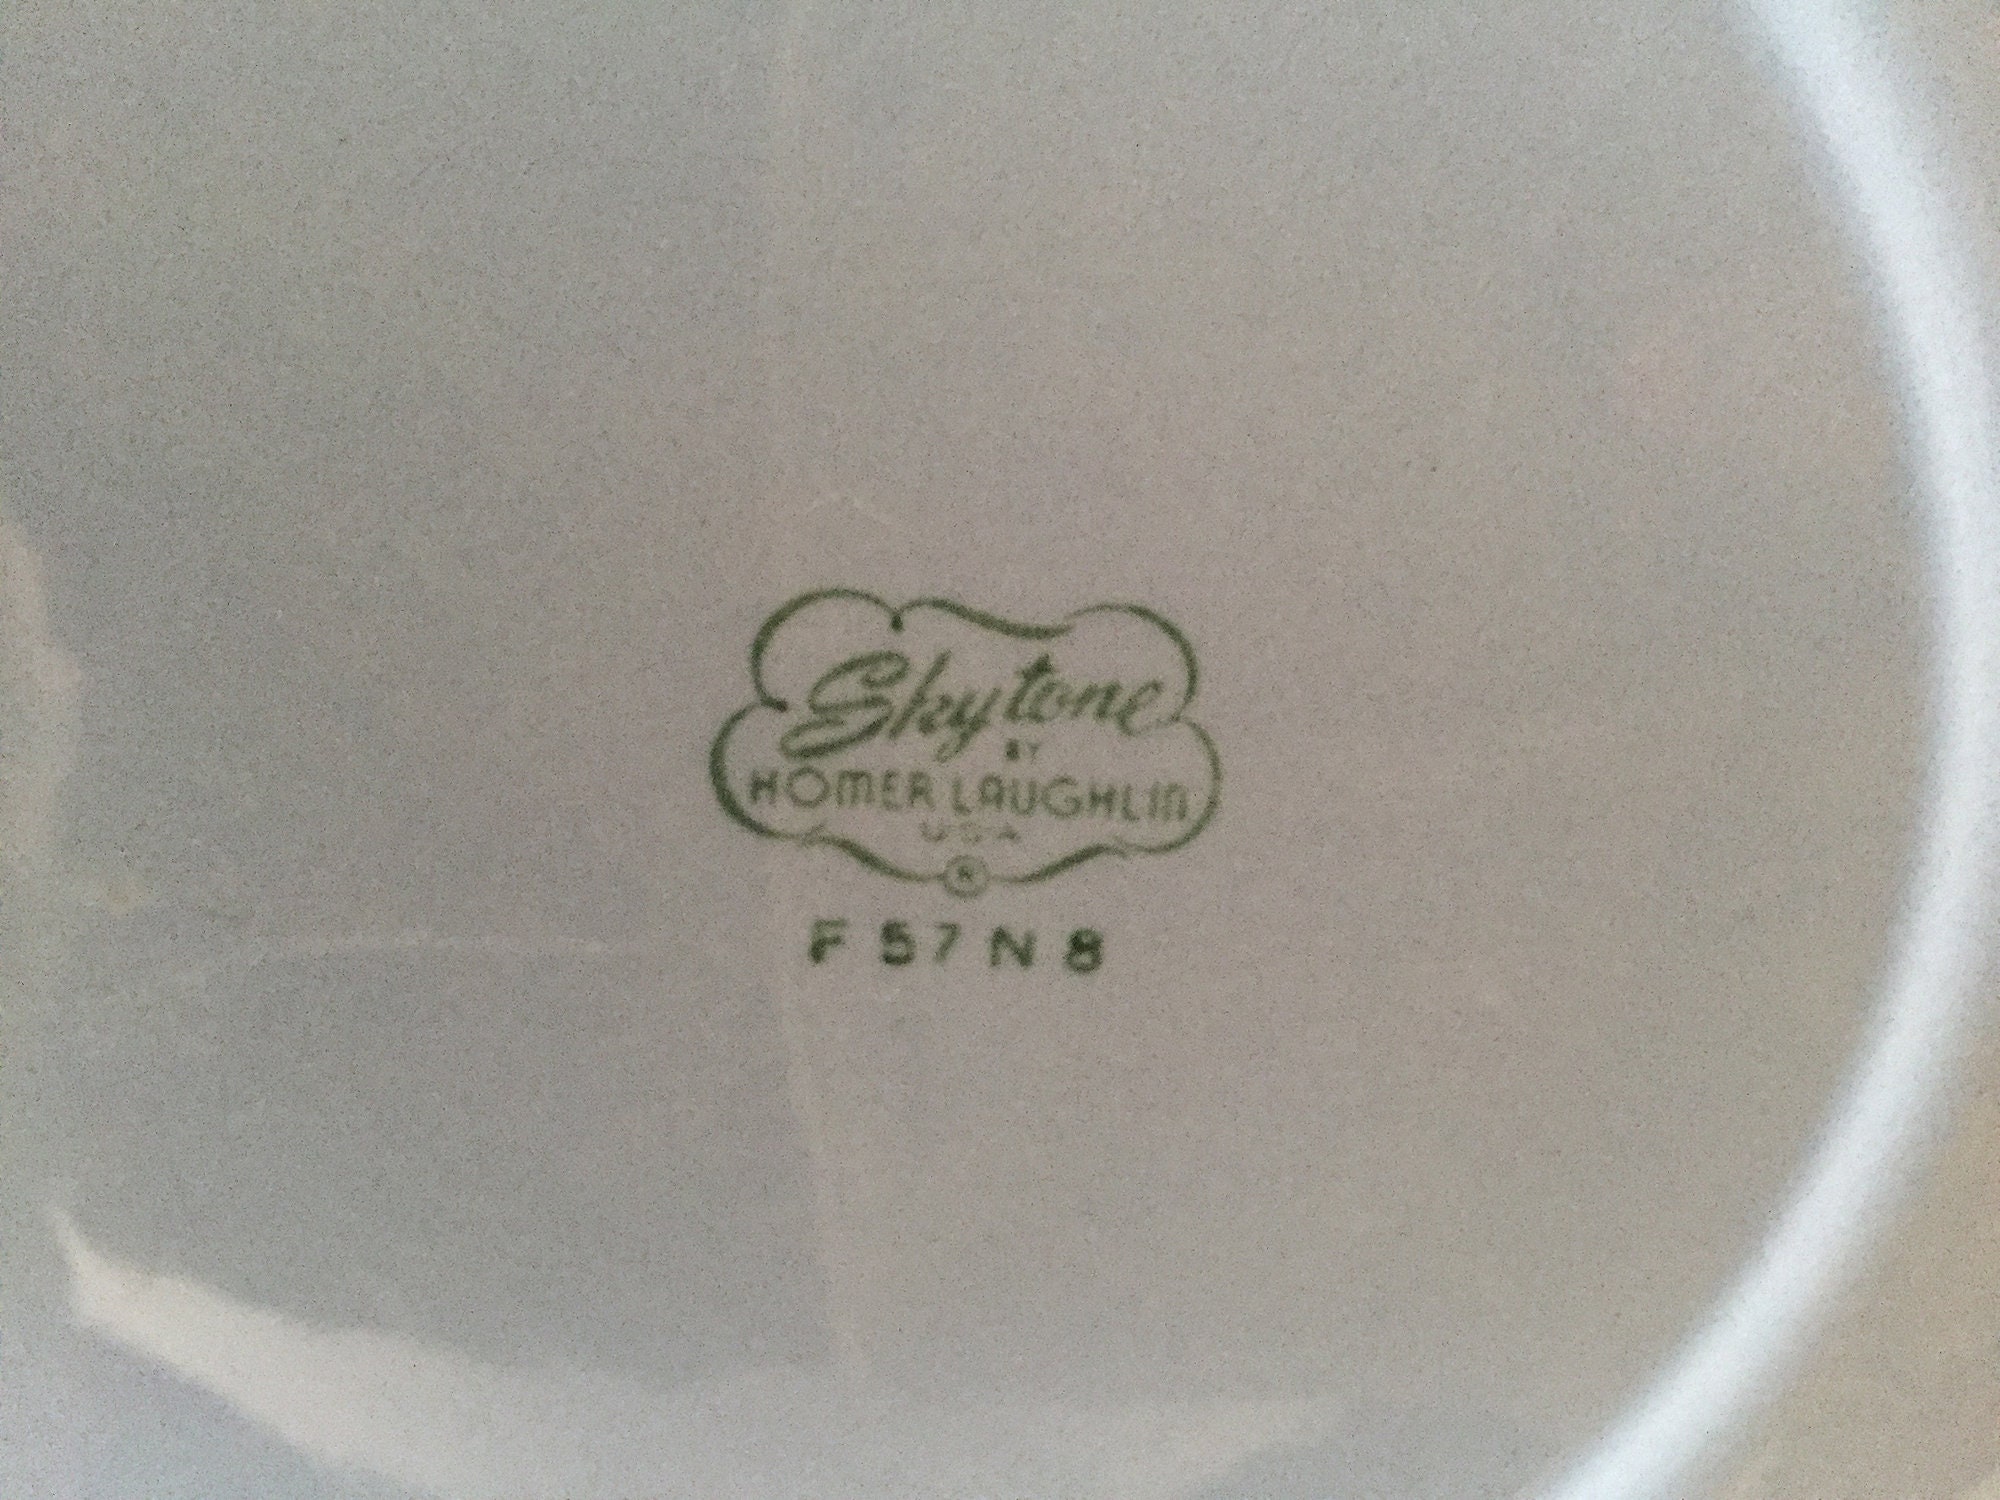 Skytone
BY
HOMER LAUGHLIN
USA
®
F 57 N 8